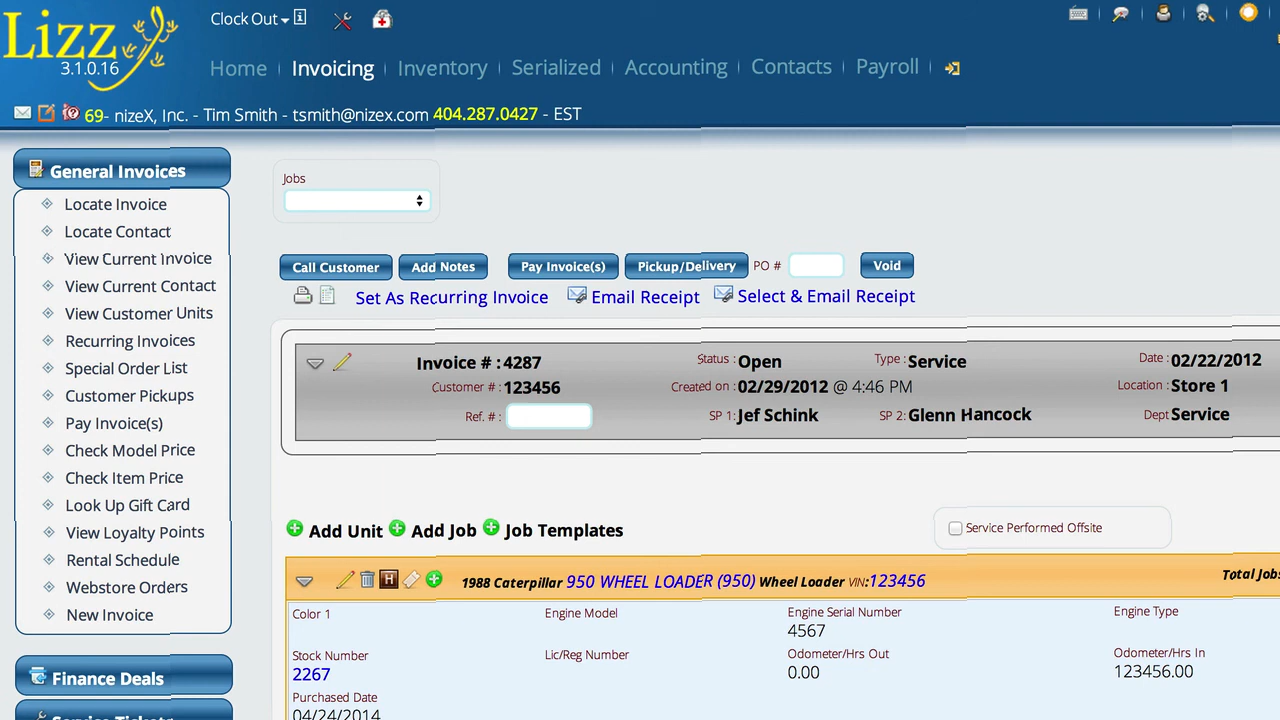 Lizz
3.1.0.16
Clock Out
Home Invoicing Inventory Serialized Accounting Contacts Payroll
69- nizeX, Inc. - Tim Smith - tsmith@nizex.com 404.287.0427 - EST
General Invoices
Locate Invoice
Locate Contact
View Current Invoice
View Current Contact
View Customer Units
Recurring Invoices
Special Order List
Customer Pickups
Pay Invoice(s)
Check Model Price
Check Item Price
Look Up Gift Card
View Loyalty Points
Rental Schedule
Webstore Orders
New Invoice
Finance Deals
Service Tickets
Jobs
Call Customer Add Notes Pay Invoice(s) Pickup/Delivery PO # Void
Set As Recurring Invoice Email Receipt Select & Email Receipt
Invoice # : 4287 Status : Open Type : Service Date : 02/22/2012
Customer # : 123456 Created on : 02/29/2012 @ 4:46 PM Location : Store 1
Ref. # : SP 1: Jef Schink SP 2: Glenn Hancock Dept Service
Add Unit Add Job Job Templates Service Performed Offsite
H 1988 Caterpillar 950 WHEEL LOADER (950) Wheel Loader VIN:123456 Total Jobs
Color 1 Engine Model Engine Serial Number Engine Type
4567
Stock Number Lic/Reg Number Odometer/Hrs Out Odometer/Hrs In
2267 0.00 123456.00
Purchased Date
04/24/2014